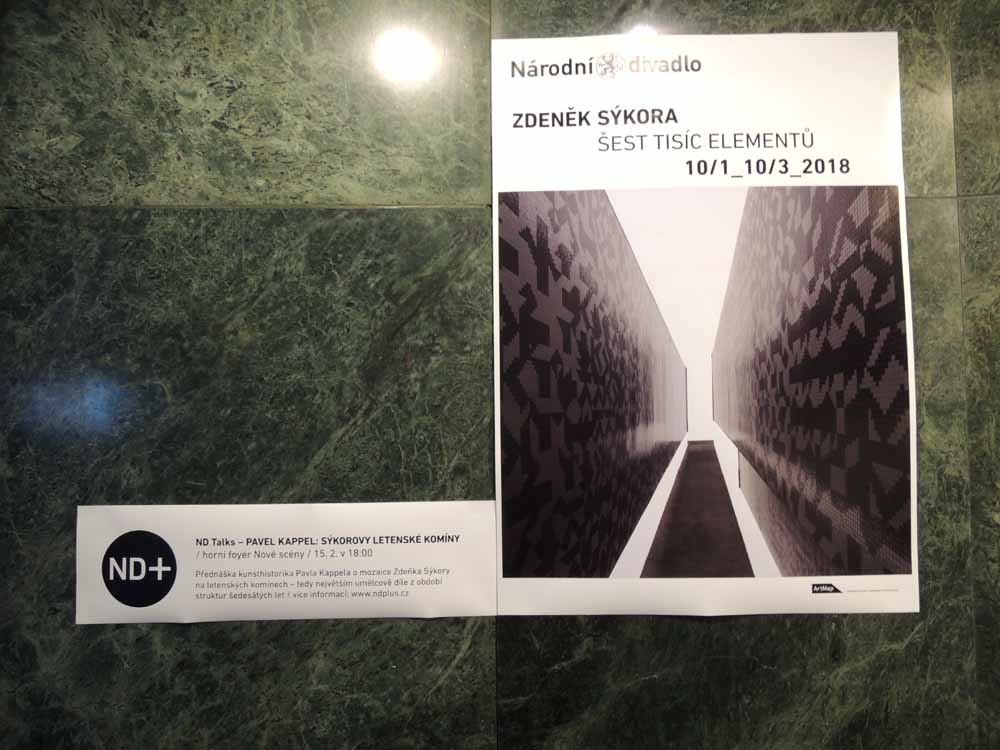 Národní divadlo
ZDENĚK SÝKORA
ŠEST TISÍC ELEMENTŮ
10/1_10/3_2018
ArtMap
ND+
ND Talks – PAVEL KAPPEL: SÝKOROVY LETENSKÉ KOMÍNY
/ horní foyer Nové scény / 15. 2. v 18:00
Přednáška kunsthistorika Pavla Kappela o mozaice Zdeňka Sýkory
na letenských komínech – tedy největším umělcově díle z období
struktur šedesátých let / více informací: www.ndplus.cz